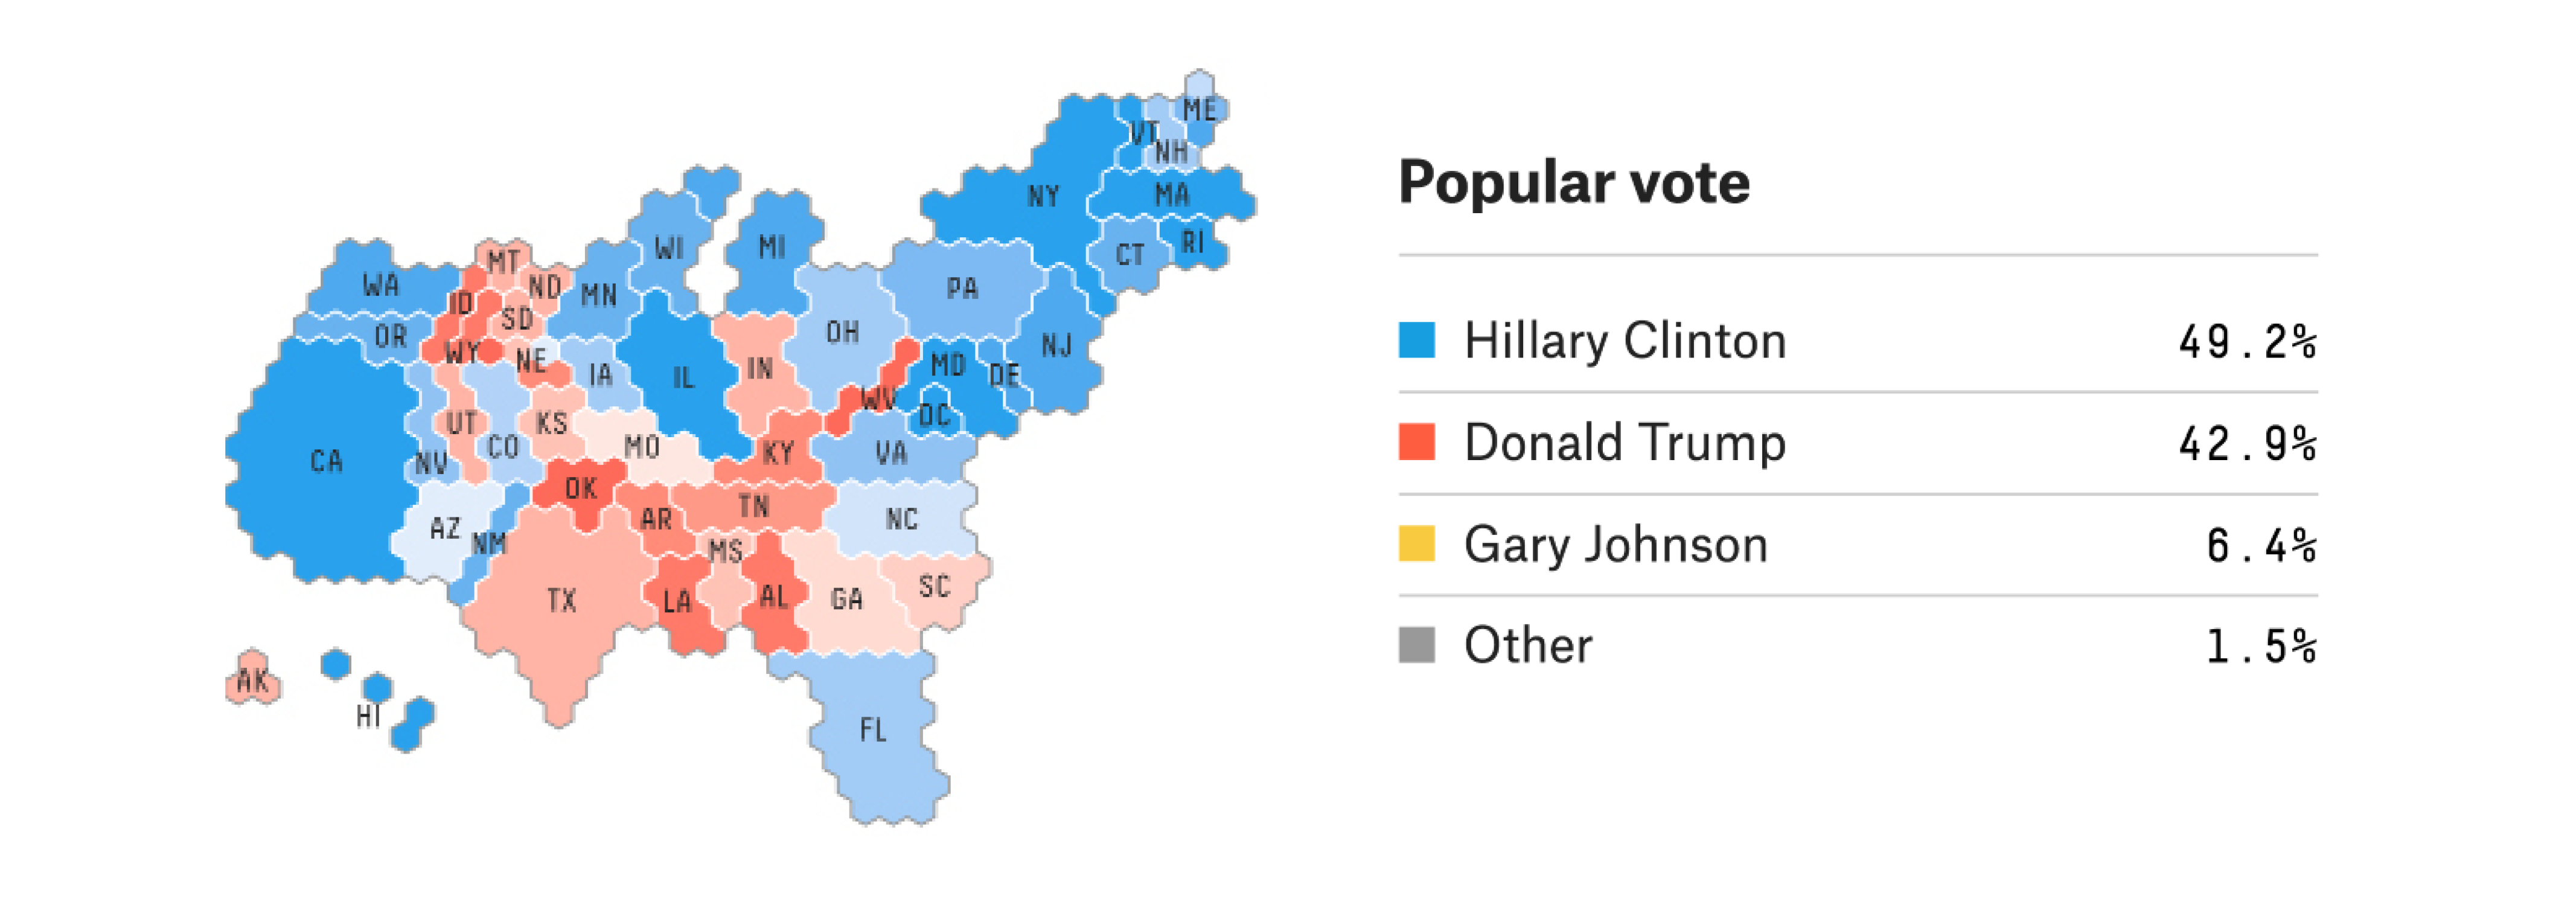 ME
VT
NH
NY
MA
WI
MI
CT
RI
MT
WA
ID
ND
MN
PA
SD
OR
OH
NJ
WY
NE
IA
IL
IN
MD
DE
WV
DC
UT
KS
CO
MO
KY
VA
CA
NV
OK
TN
AR
NC
AZ
NM
MS
TX
LA
AL
GA
SC
AK
HI
FL
Popular vote
Hillary Clinton 49.2%
Donald Trump 42.9%
Gary Johnson 6.4%
Other 1.5%